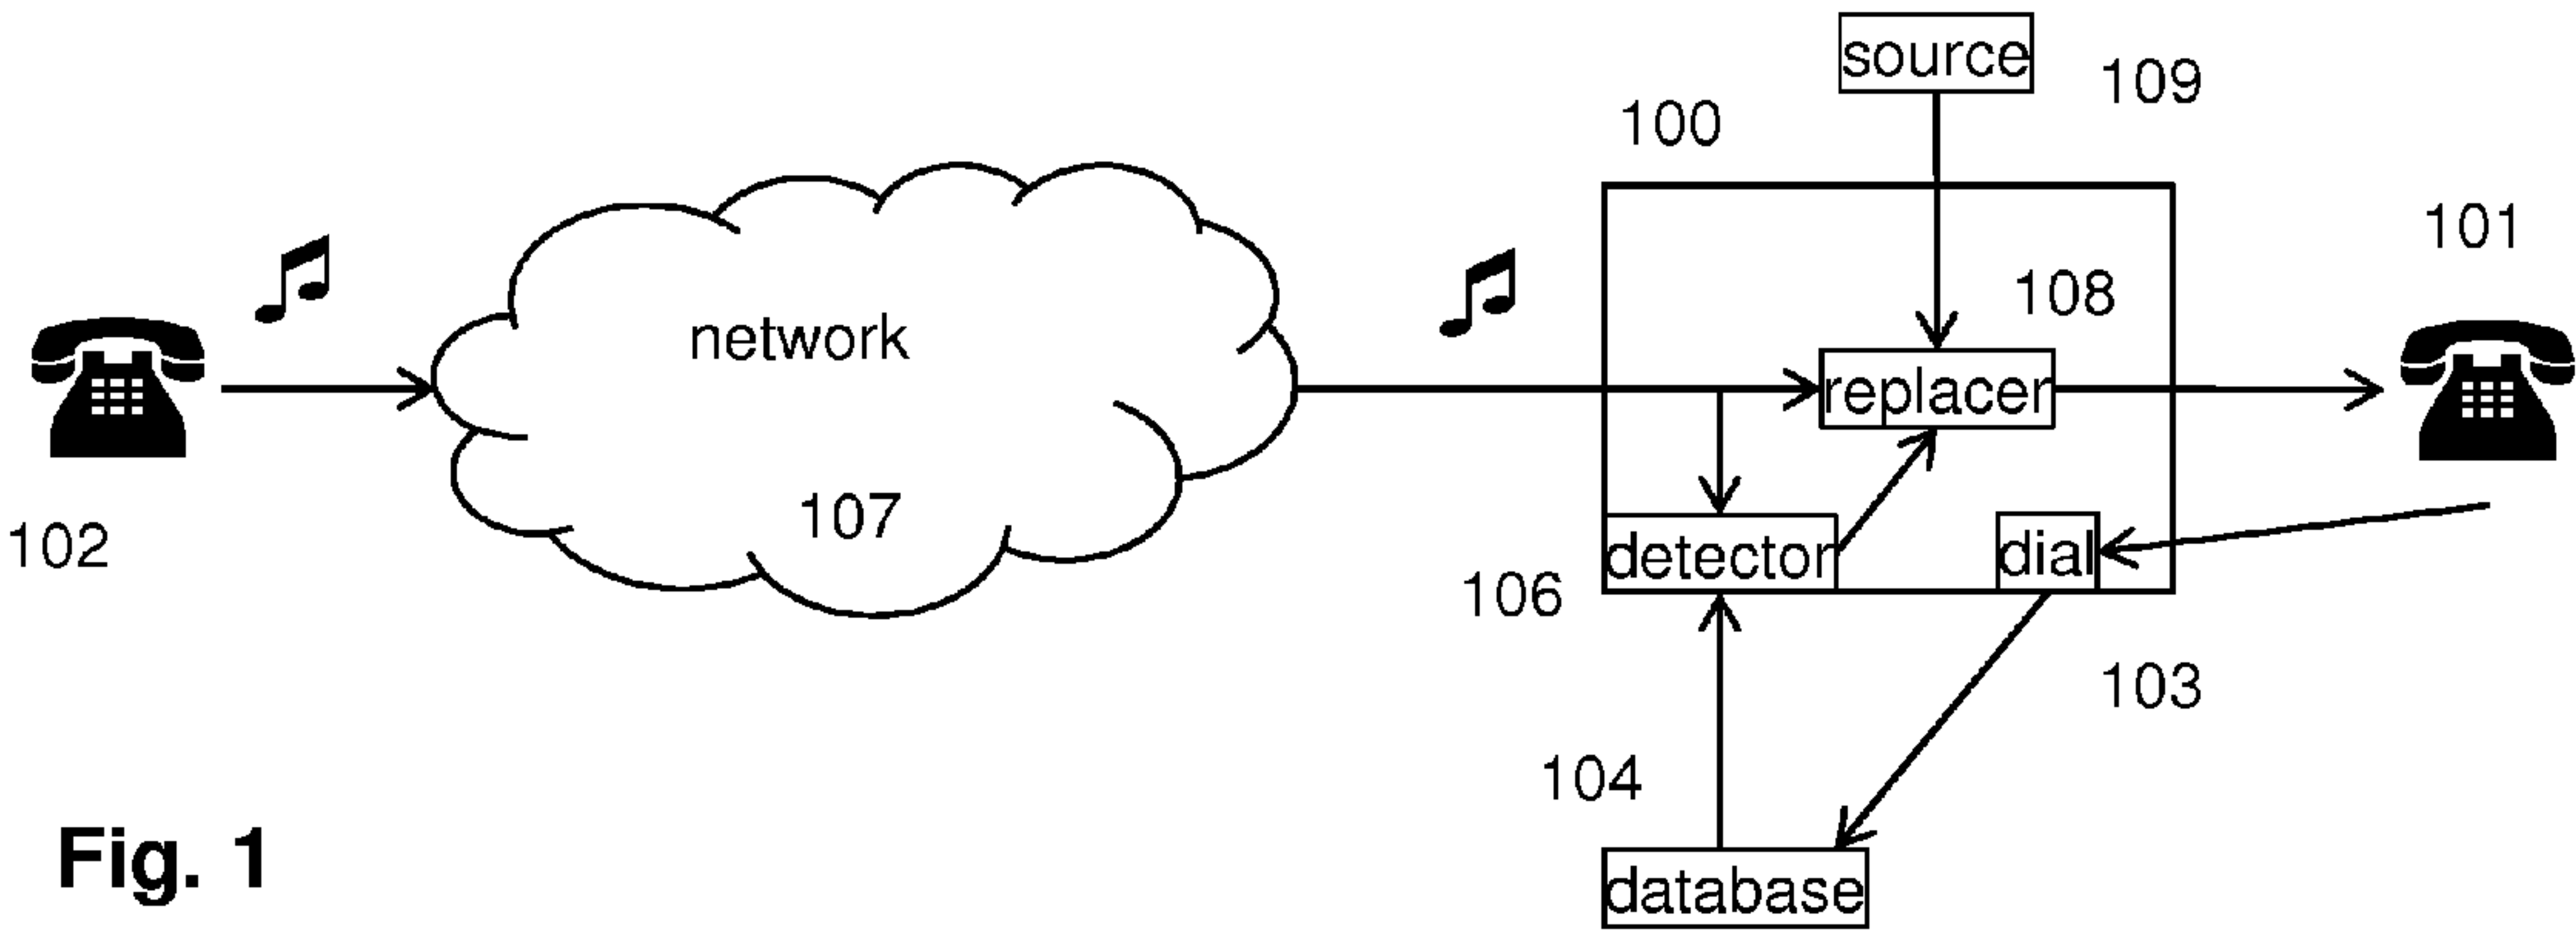 source
109
100
101
108
network
replacer
107
102
detector
dial
106
103
104
Fig. 1
database